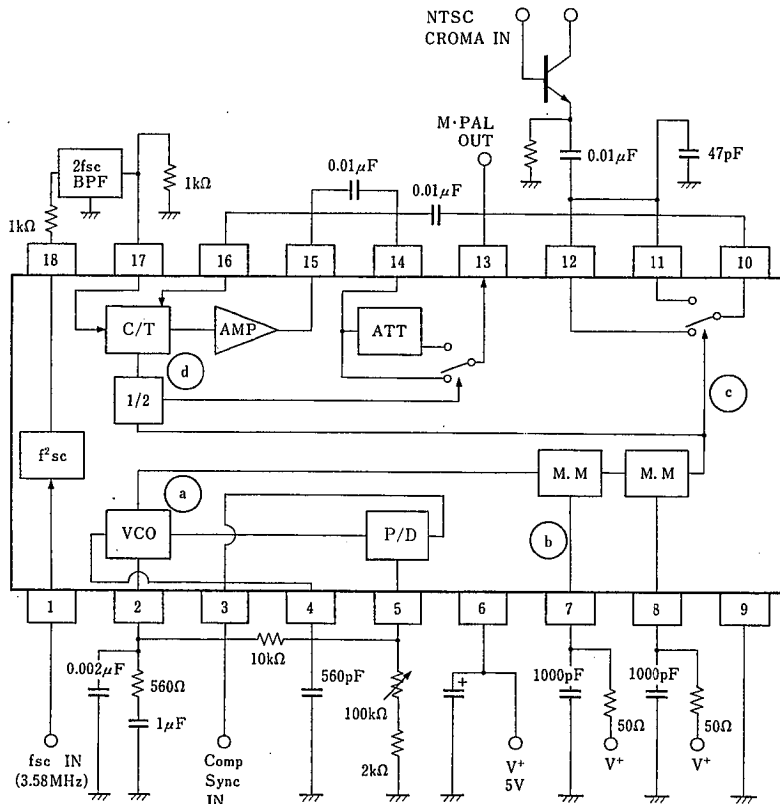 NTSC
CROMA IN
M·PAL
OUT
2fsc
BPF
1kΩ
1kΩ
0.01μF
0.01μF
0.01μF
47pF
18
17
16
15
14
13
12
11
10
C/T
AMP
ATT
d
1/2
c
f²sc
a
M.M
M.M
VCO
P/D
b
1
2
3
4
5
6
7
8
9
0.002μF
560Ω
1μF
10kΩ
560pF
100kΩ
2kΩ
+
1000pF
50Ω
1000pF
50Ω
fsc IN
(3.58MHz)
Comp
Sync
IN
V⁺
5V
V⁺
V⁺